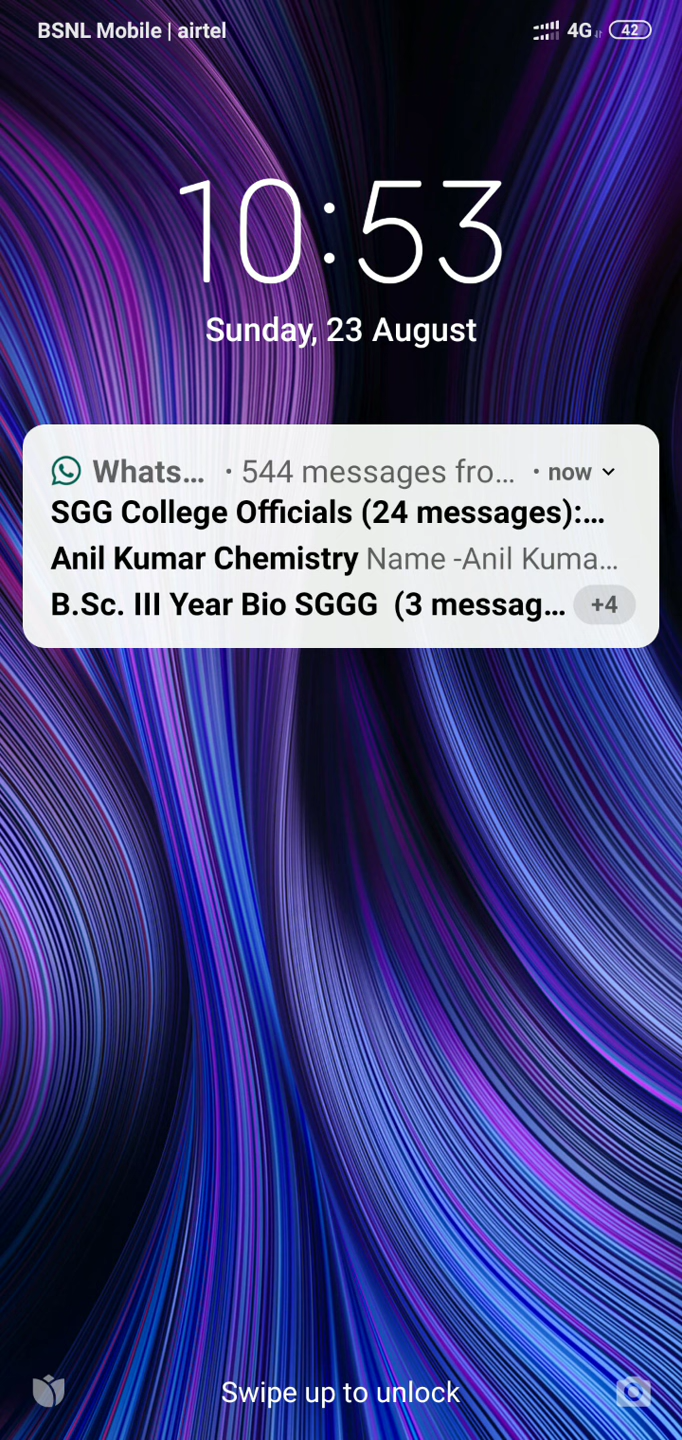 BSNL Mobile | airtel 4G 42
10:53
Sunday, 23 August
Whats... • 544 messages fro... • now
SGG College Officials (24 messages):...
Anil Kumar Chemistry Name -Anil Kuma...
B.Sc. III Year Bio SGGG (3 messag... +4
Swipe up to unlock